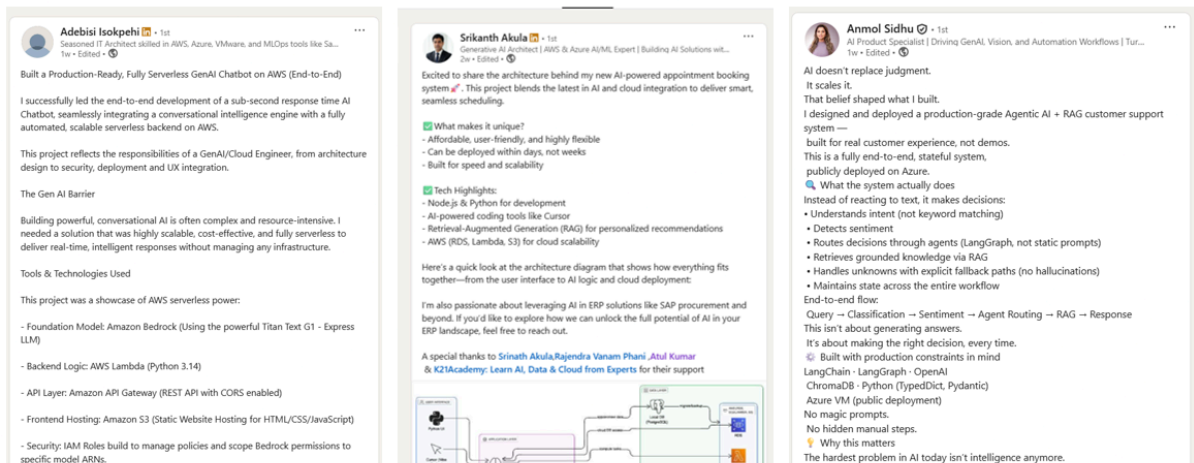 Adebisi Isokpehi in • 1st
Seasoned IT Architect skilled in AWS, Azure, VMware, and MLOps tools like Sa...
1w • Edited •
Built a Production-Ready, Fully Serverless GenAI Chatbot on AWS (End-to-End)
I successfully led the end-to-end development of a sub-second response time AI
Chatbot, seamlessly integrating a conversational intelligence engine with a fully
automated, scalable serverless backend on AWS.
This project reflects the responsibilities of a GenAI/Cloud Engineer, from architecture
design to security, deployment and UX integration.
The Gen AI Barrier
Building powerful, conversational AI is often complex and resource-intensive. I
needed a solution that was highly scalable, cost-effective, and fully serverless to
deliver real-time, intelligent responses without managing any infrastructure.
Tools & Technologies Used
This project was a showcase of AWS serverless power:
- Foundation Model: Amazon Bedrock (Using the powerful Titan Text G1 - Express
LLM)
- Backend Logic: AWS Lambda (Python 3.14)
- API Layer: Amazon API Gateway (REST API with CORS enabled)
- Frontend Hosting: Amazon S3 (Static Website Hosting for HTML/CSS/JavaScript)
- Security: IAM Roles build to manage policies and scope Bedrock permissions to
specific model ARNs.
Srikanth Akula in • 1st
Generative AI Architect | AWS & Azure AI/ML Expert | Building AI Solutions wit...
2w • Edited •
Excited to share the architecture behind my new AI-powered appointment booking
system 🚀. This project blends the latest in AI and cloud integration to deliver smart,
seamless scheduling.
✅ What makes it unique?
- Affordable, user-friendly, and highly flexible
- Can be deployed within days, not weeks
- Built for speed and scalability
✅ Tech Highlights:
- Node.js & Python for development
- AI-powered coding tools like Cursor
- Retrieval-Augmented Generation (RAG) for personalized recommendations
- AWS (RDS, Lambda, S3) for cloud scalability
Here's a quick look at the architecture diagram that shows how everything fits
together—from the user interface to AI logic and cloud deployment:
I'm also passionate about leveraging AI in ERP solutions like SAP procurement and
beyond. If you'd like to explore how we can unlock the full potential of AI in your
ERP landscape, feel free to reach out.
A special thanks to Srinath Akula,Rajendra Vanam Phani ,Atul Kumar
& K21Academy: Learn AI, Data & Cloud from Experts for their support
Anmol Sidhu • 1st
AI Product Specialist | Driving GenAI, Vision, and Automation Workflows | Tur...
1w • Edited •
AI doesn't replace judgment.
It scales it.
That belief shaped what I built.
I designed and deployed a production-grade Agentic AI + RAG customer support
system —
built for real customer experience, not demos.
This is a fully end-to-end, stateful system,
publicly deployed on Azure.
🔍 What the system actually does
Instead of reacting to text, it makes decisions:
• Understands intent (not keyword matching)
• Detects sentiment
• Routes decisions through agents (LangGraph, not static prompts)
• Retrieves grounded knowledge via RAG
• Handles unknowns with explicit fallback paths (no hallucinations)
• Maintains state across the entire workflow
End-to-end flow:
Query → Classification → Sentiment → Agent Routing → RAG → Response
This isn't about generating answers.
It's about making the right decision, every time.
⚙️ Built with production constraints in mind
LangChain · LangGraph · OpenAI
ChromaDB · Python (TypedDict, Pydantic)
Azure VM (public deployment)
No magic prompts.
No hidden manual steps.
💡 Why this matters
The hardest problem in AI today isn't intelligence anymore.